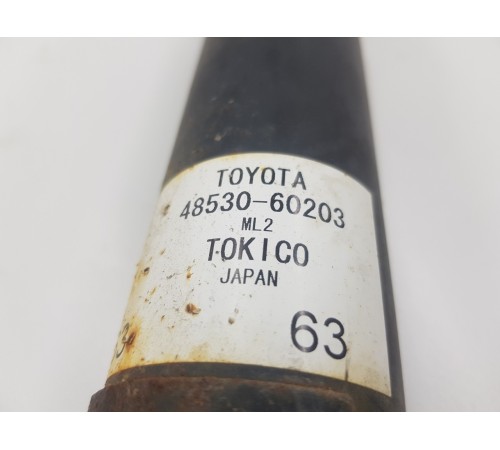 TOYOTA
48530-60203
ML2
TOKICO
JAPAN
63